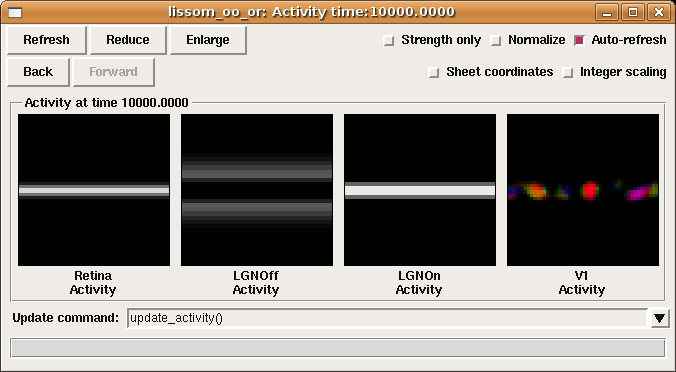 lissom_oo_or: Activity time:10000.0000
Refresh Reduce Enlarge Strength only Normalize Auto-refresh
Back Forward Sheet coordinates Integer scaling
Activity at time 10000.0000
Retina LGNOff LGNOn V1
Activity Activity Activity Activity
Update command: update_activity()